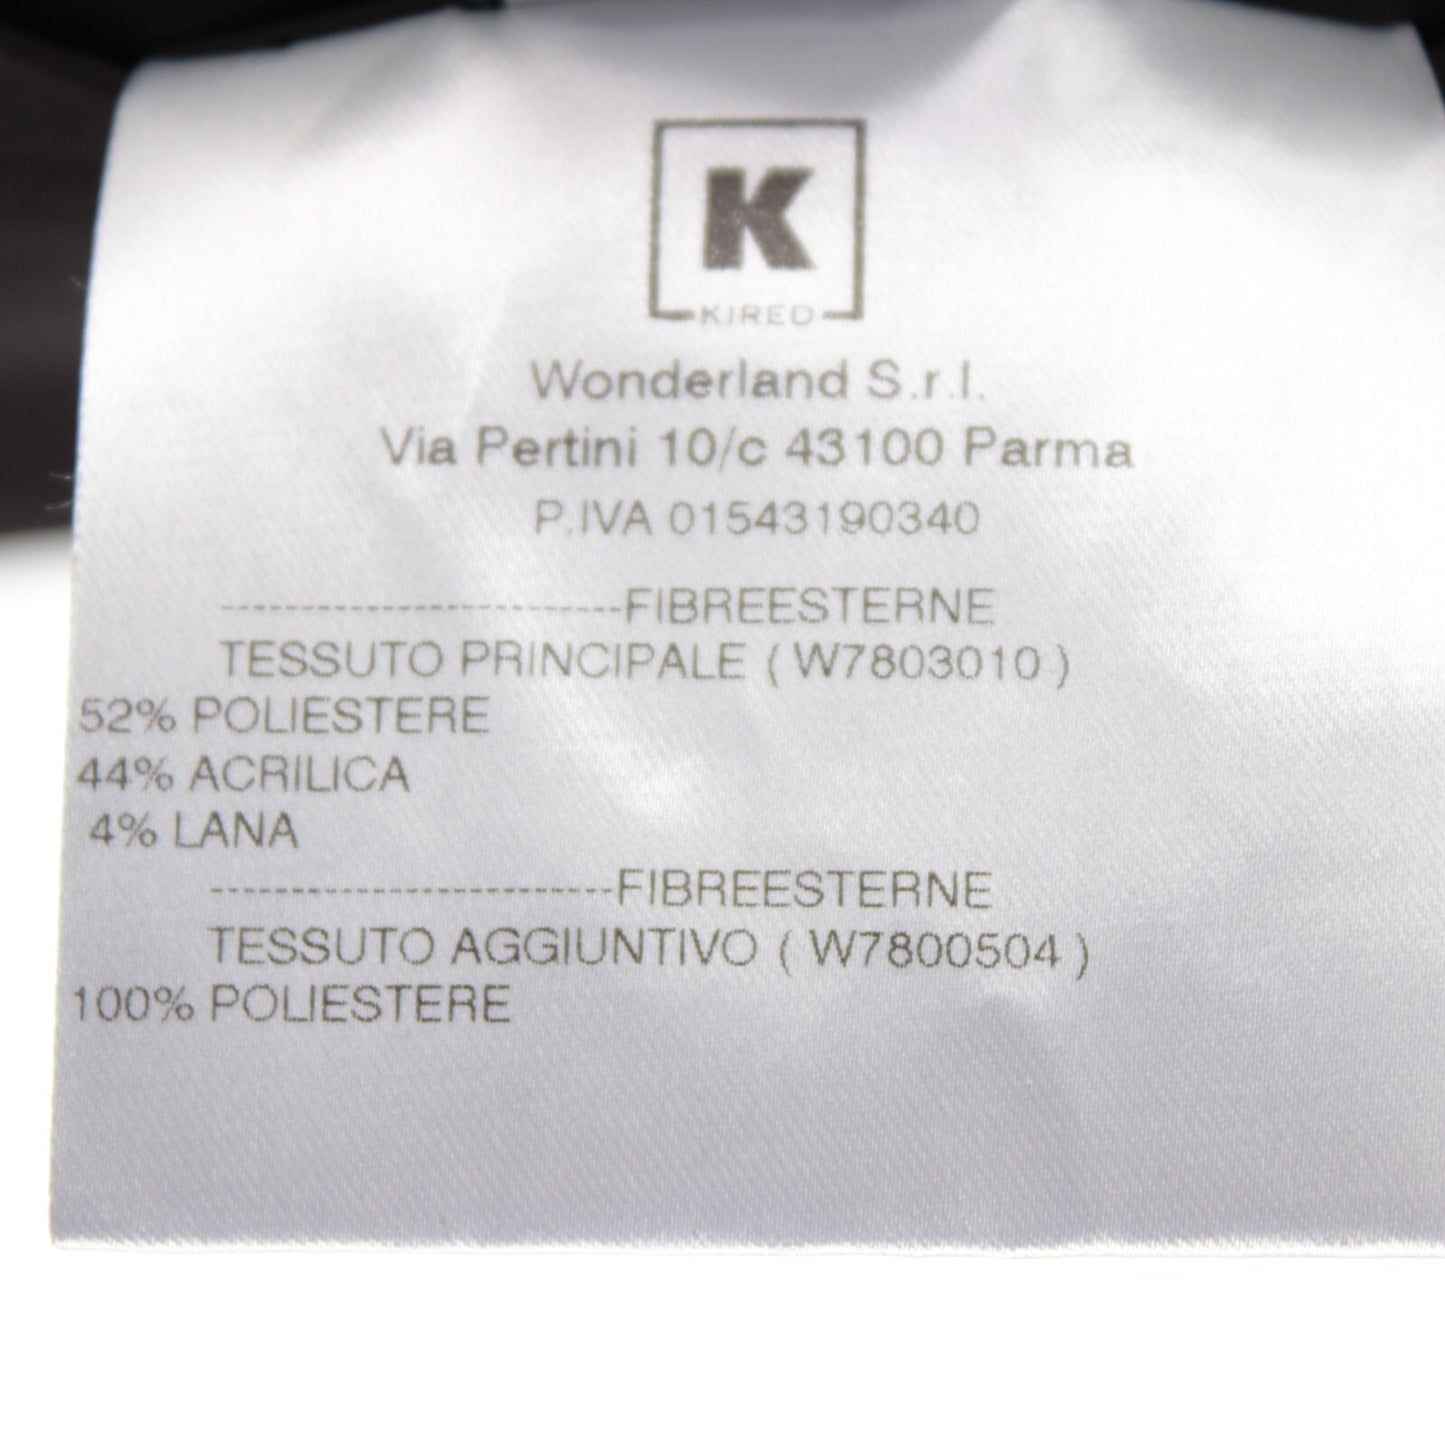 K
KIRED
Wonderland S.r.l.
Via Pertini 10/c 43100 Parma
P.IVA 01543190340
-------------------------FIBREESTERNE
TESSUTO PRINCIPALE ( W7803010 )
52% POLIESTERE
44% ACRILICA
4% LANA
-------------------------FIBREESTERNE
TESSUTO AGGIUNTIVO ( W7800504 )
100% POLIESTERE